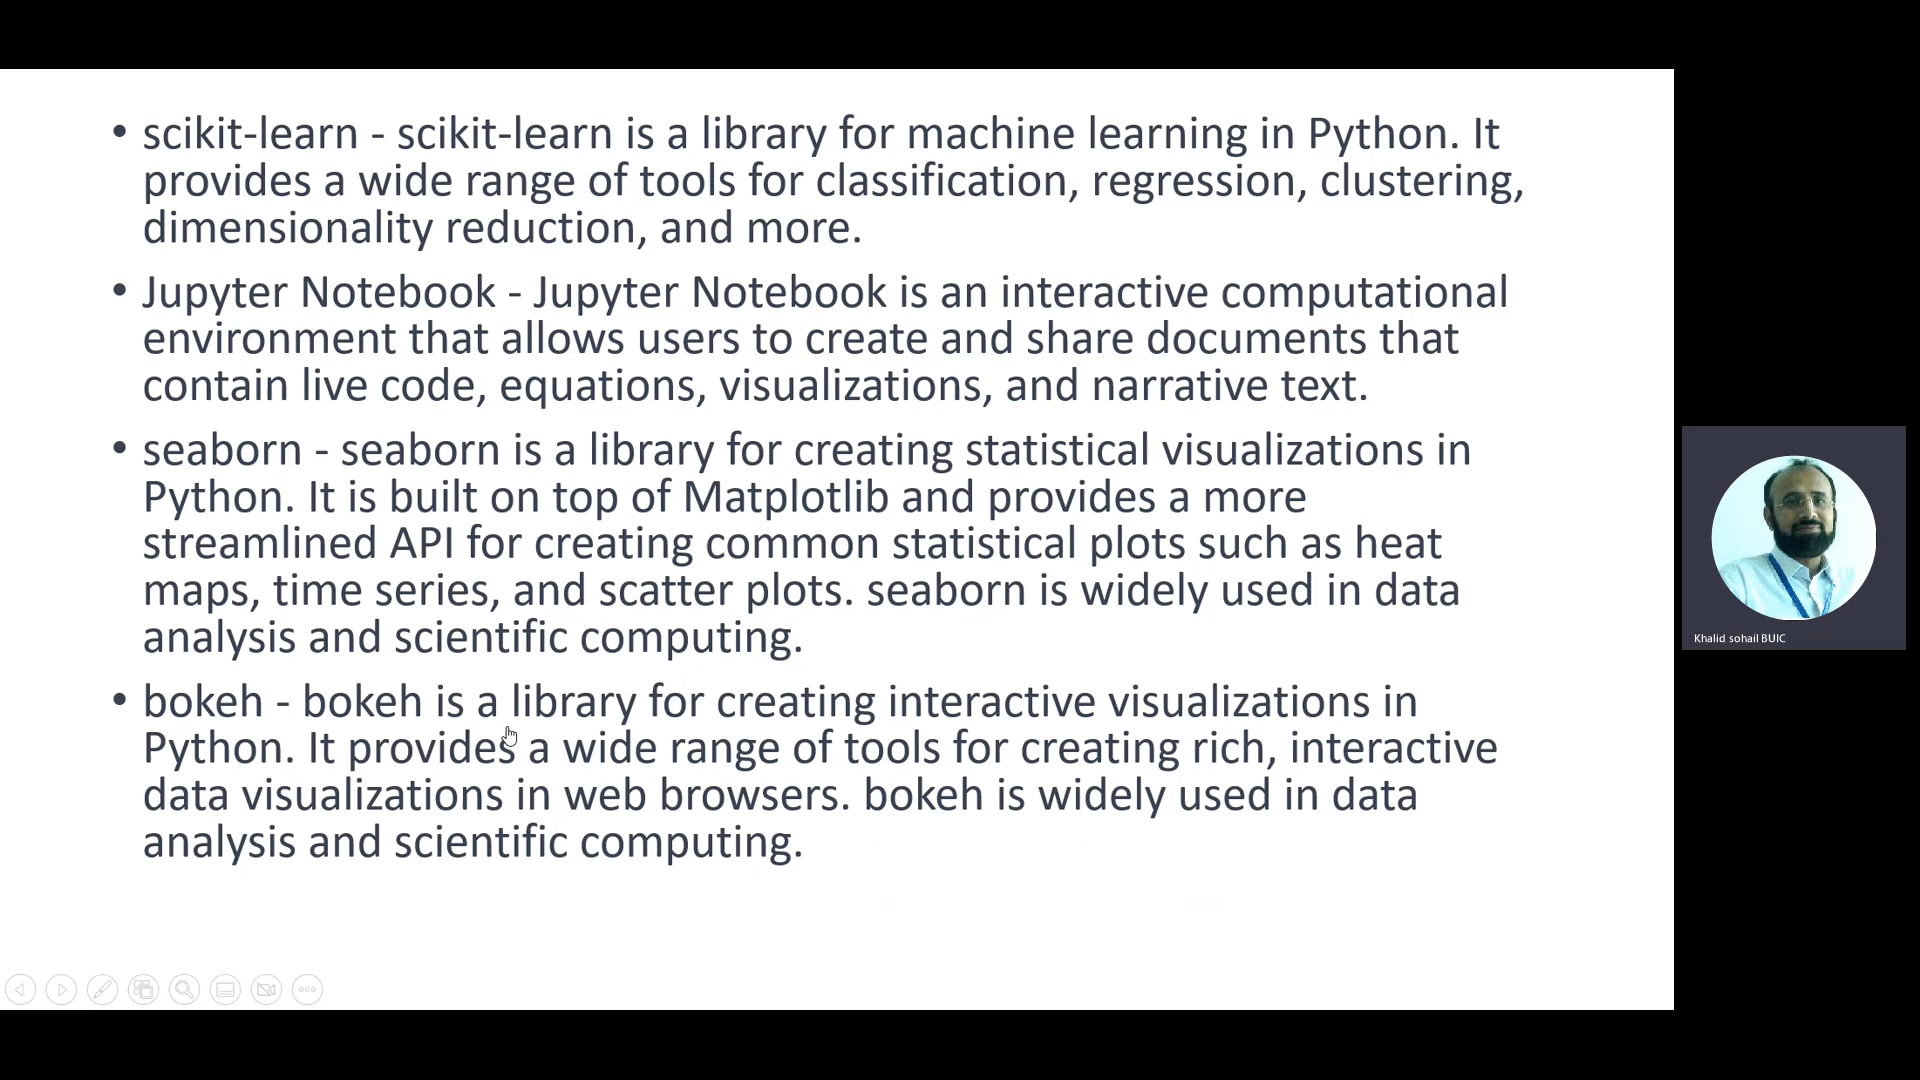 • scikit-learn - scikit-learn is a library for machine learning in Python. It
provides a wide range of tools for classification, regression, clustering,
dimensionality reduction, and more.
• Jupyter Notebook - Jupyter Notebook is an interactive computational
environment that allows users to create and share documents that
contain live code, equations, visualizations, and narrative text.
• seaborn - seaborn is a library for creating statistical visualizations in
Python. It is built on top of Matplotlib and provides a more
streamlined API for creating common statistical plots such as heat
maps, time series, and scatter plots. seaborn is widely used in data
analysis and scientific computing.
• bokeh - bokeh is a library for creating interactive visualizations in
Python. It provides a wide range of tools for creating rich, interactive
data visualizations in web browsers. bokeh is widely used in data
analysis and scientific computing.
Khalid sohail BUIC